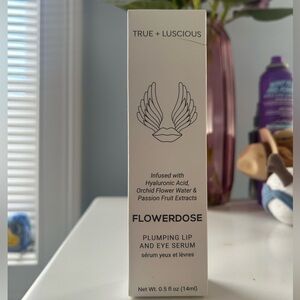 TRUE + LUSCIOUS
Infused with
Hyaluronic Acid,
Orchid Flower Water &
Passion Fruit Extracts
FLOWERDOSE
PLUMPING LIP
AND EYE SERUM
sérum yeux et lèvres
Net Wt. 0.5 fl oz (14ml)